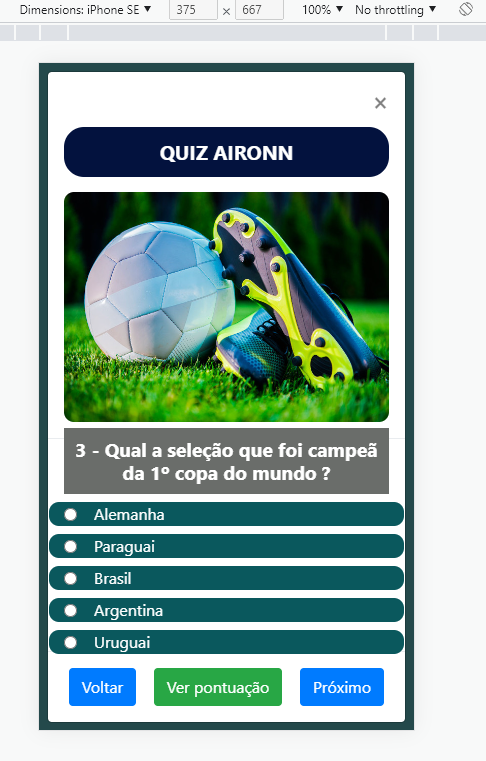 Dimensions: iPhone SE ▼ 375 × 667 100% ▼ No throttling ▼
×
QUIZ AIRONN
3 - Qual a seleção que foi campeã
da 1º copa do mundo ?
Alemanha
Paraguai
Brasil
Argentina
Uruguai
Voltar Ver pontuação Próximo